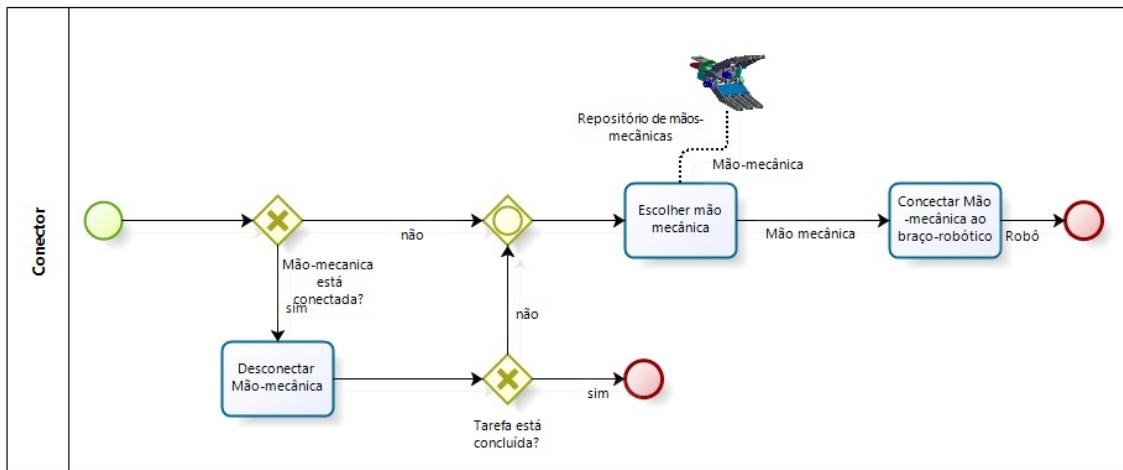 Conector
Repositório de mãos-
mecãnicas
Mão-mecânica
Escolher mão
mecânica
Concectar Mão
-mecânica ao
braço-robótico
não
Mão mecânica
Robô
Mão-mecanica
está
conectada?
sim
não
Desconectar
Mão-mecânica
sim
Tarefa está
concluída?